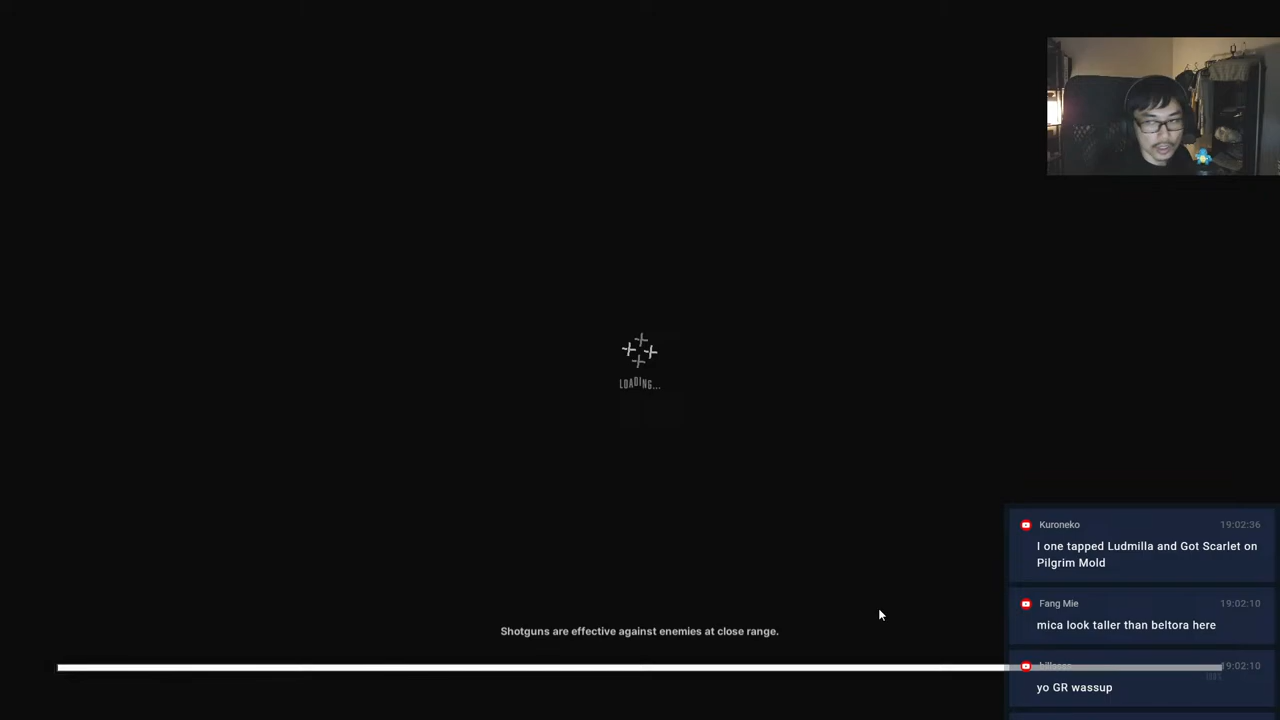 LOADING...
Kuroneko 19:02:36
I one tapped Ludmilla and Got Scarlet on
Pilgrim Mold
Fang Mie 19:02:10
mica look taller than beltora here
Shotguns are effective against enemies at close range.
19:02:10
100%
yo GR wassup